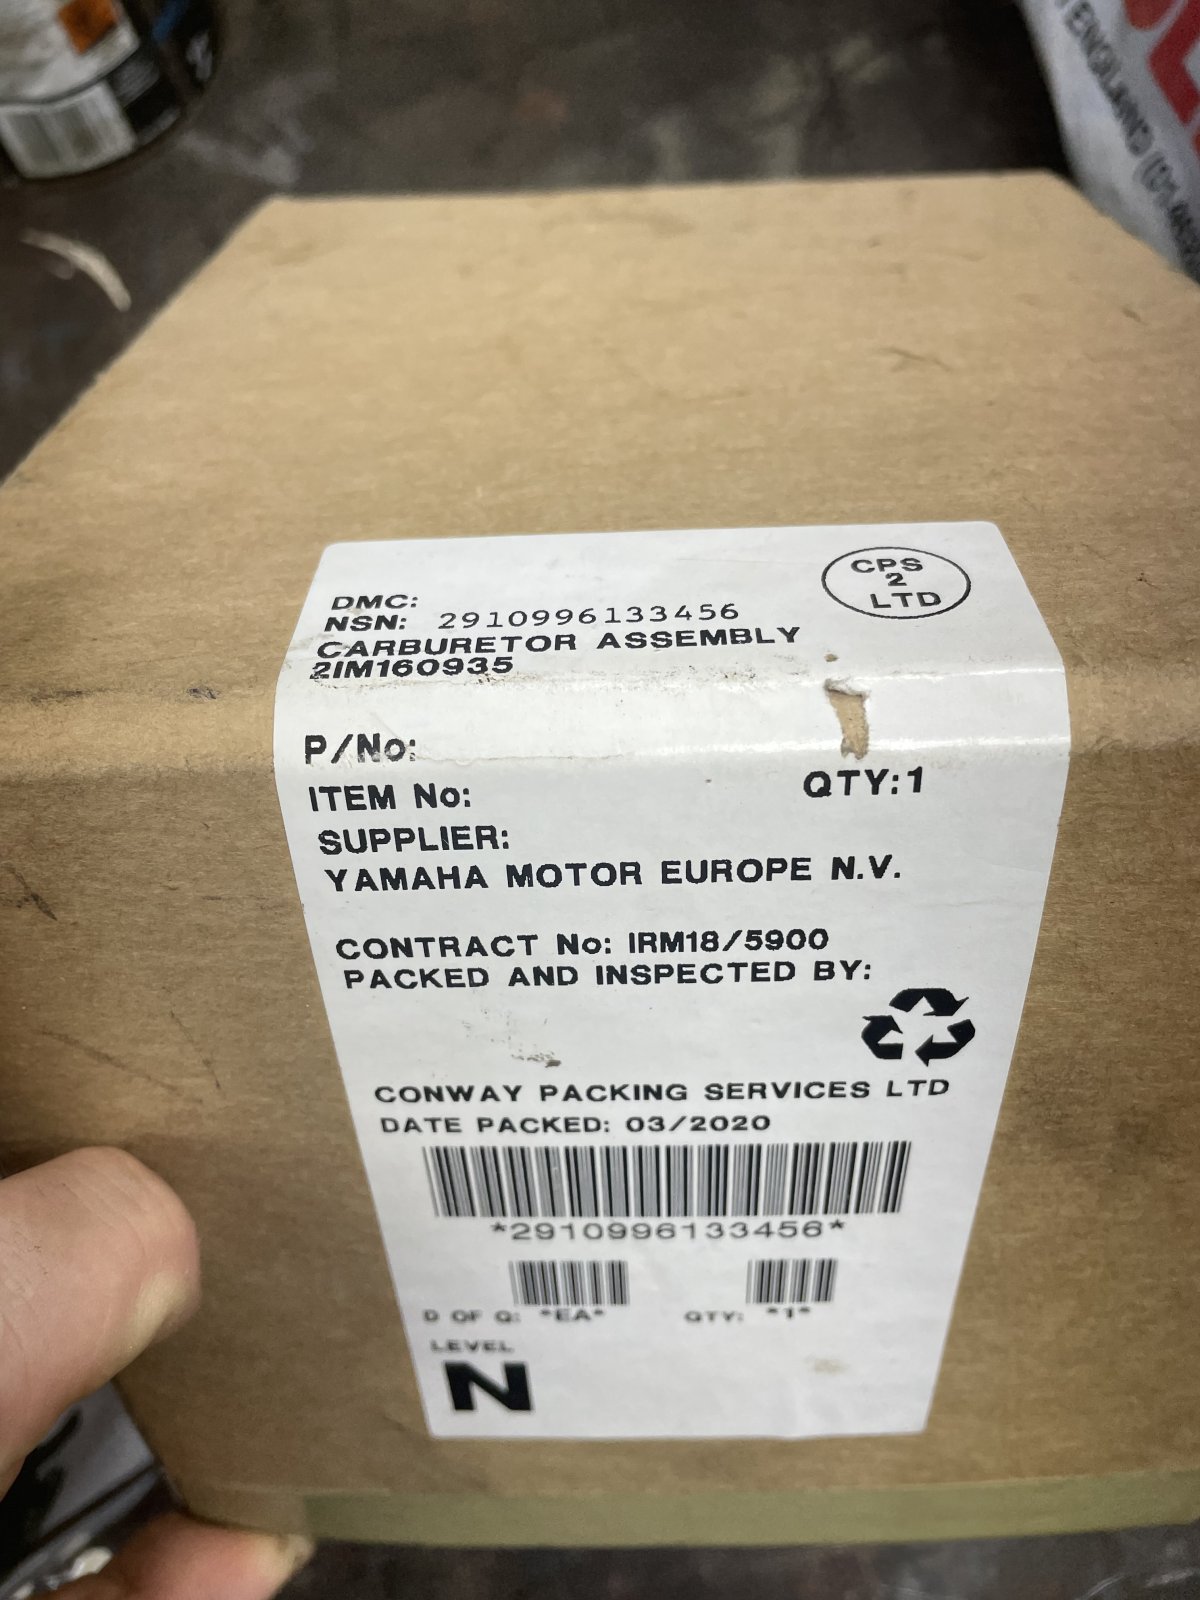 ENGLAND (01-
DMC:
NSN: 2910996133456
CARBURETOR ASSEMBLY
2IM160935
CPS
2
LTD
P/No:
ITEM No:
QTY:1
SUPPLIER:
YAMAHA MOTOR EUROPE N.V.
CONTRACT No: IRM18/5900
PACKED AND INSPECTED BY:
CONWAY PACKING SERVICES LTD
DATE PACKED: 03/2020
*2910996133456*
D OF Q: *EA*
QTY: *1*
LEVEL
N